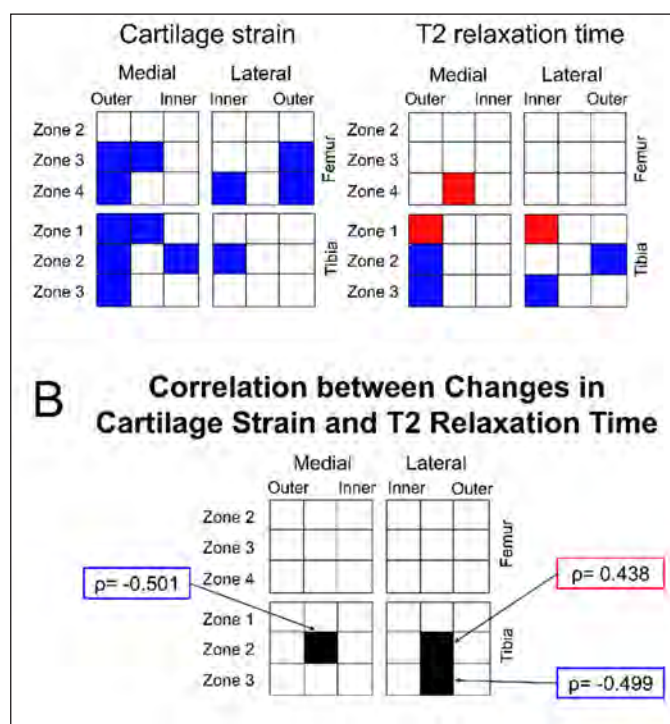 Cartilage strain
T2 relaxation time
Medial Lateral
Medial Lateral
Outer Inner Inner Outer
Outer Inner Inner Outer
Zone 2
Zone 3
Zone 4
Femur
Zone 2
Zone 3
Zone 4
Femur
Zone 1
Zone 2
Zone 3
Tibia
Zone 1
Zone 2
Zone 3
Tibia
B
Correlation between Changes in
Cartilage Strain and T2 Relaxation Time
Medial Lateral
Outer Inner Inner Outer
Zone 2
Zone 3
Zone 4
Femur
Zone 1
Zone 2
Zone 3
Tibia
ρ= -0.501
ρ= 0.438
ρ= -0.499